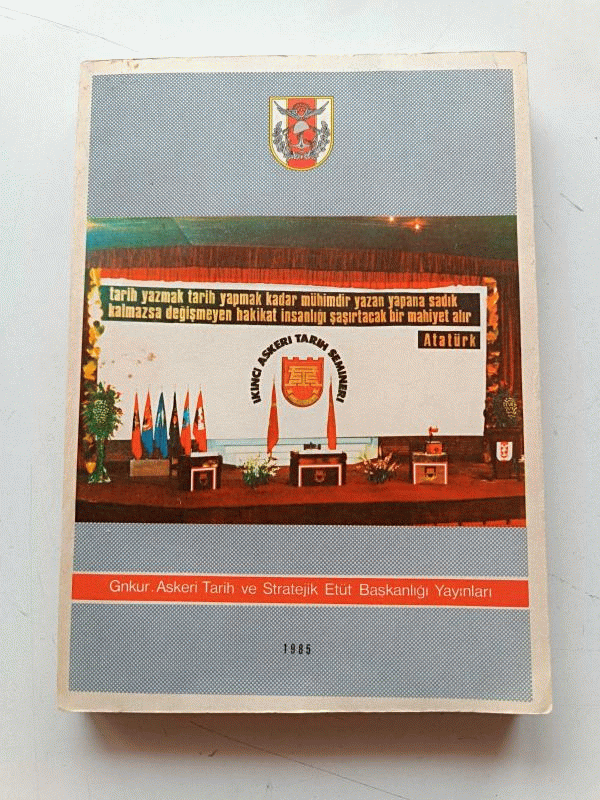 tarih yazmak tarih yapmak kadar mühimdir yazan yapana sadık
kalmazsa değişmeyen hakikat insanlığı şaşırtacak bir mahiyet alır
Atatürk
İKİNCİ ASKERİ TARİH SEMİNERİ
Gnkur. Askeri Tarih ve Stratejik Etüt Başkanlığı Yayınları
1985